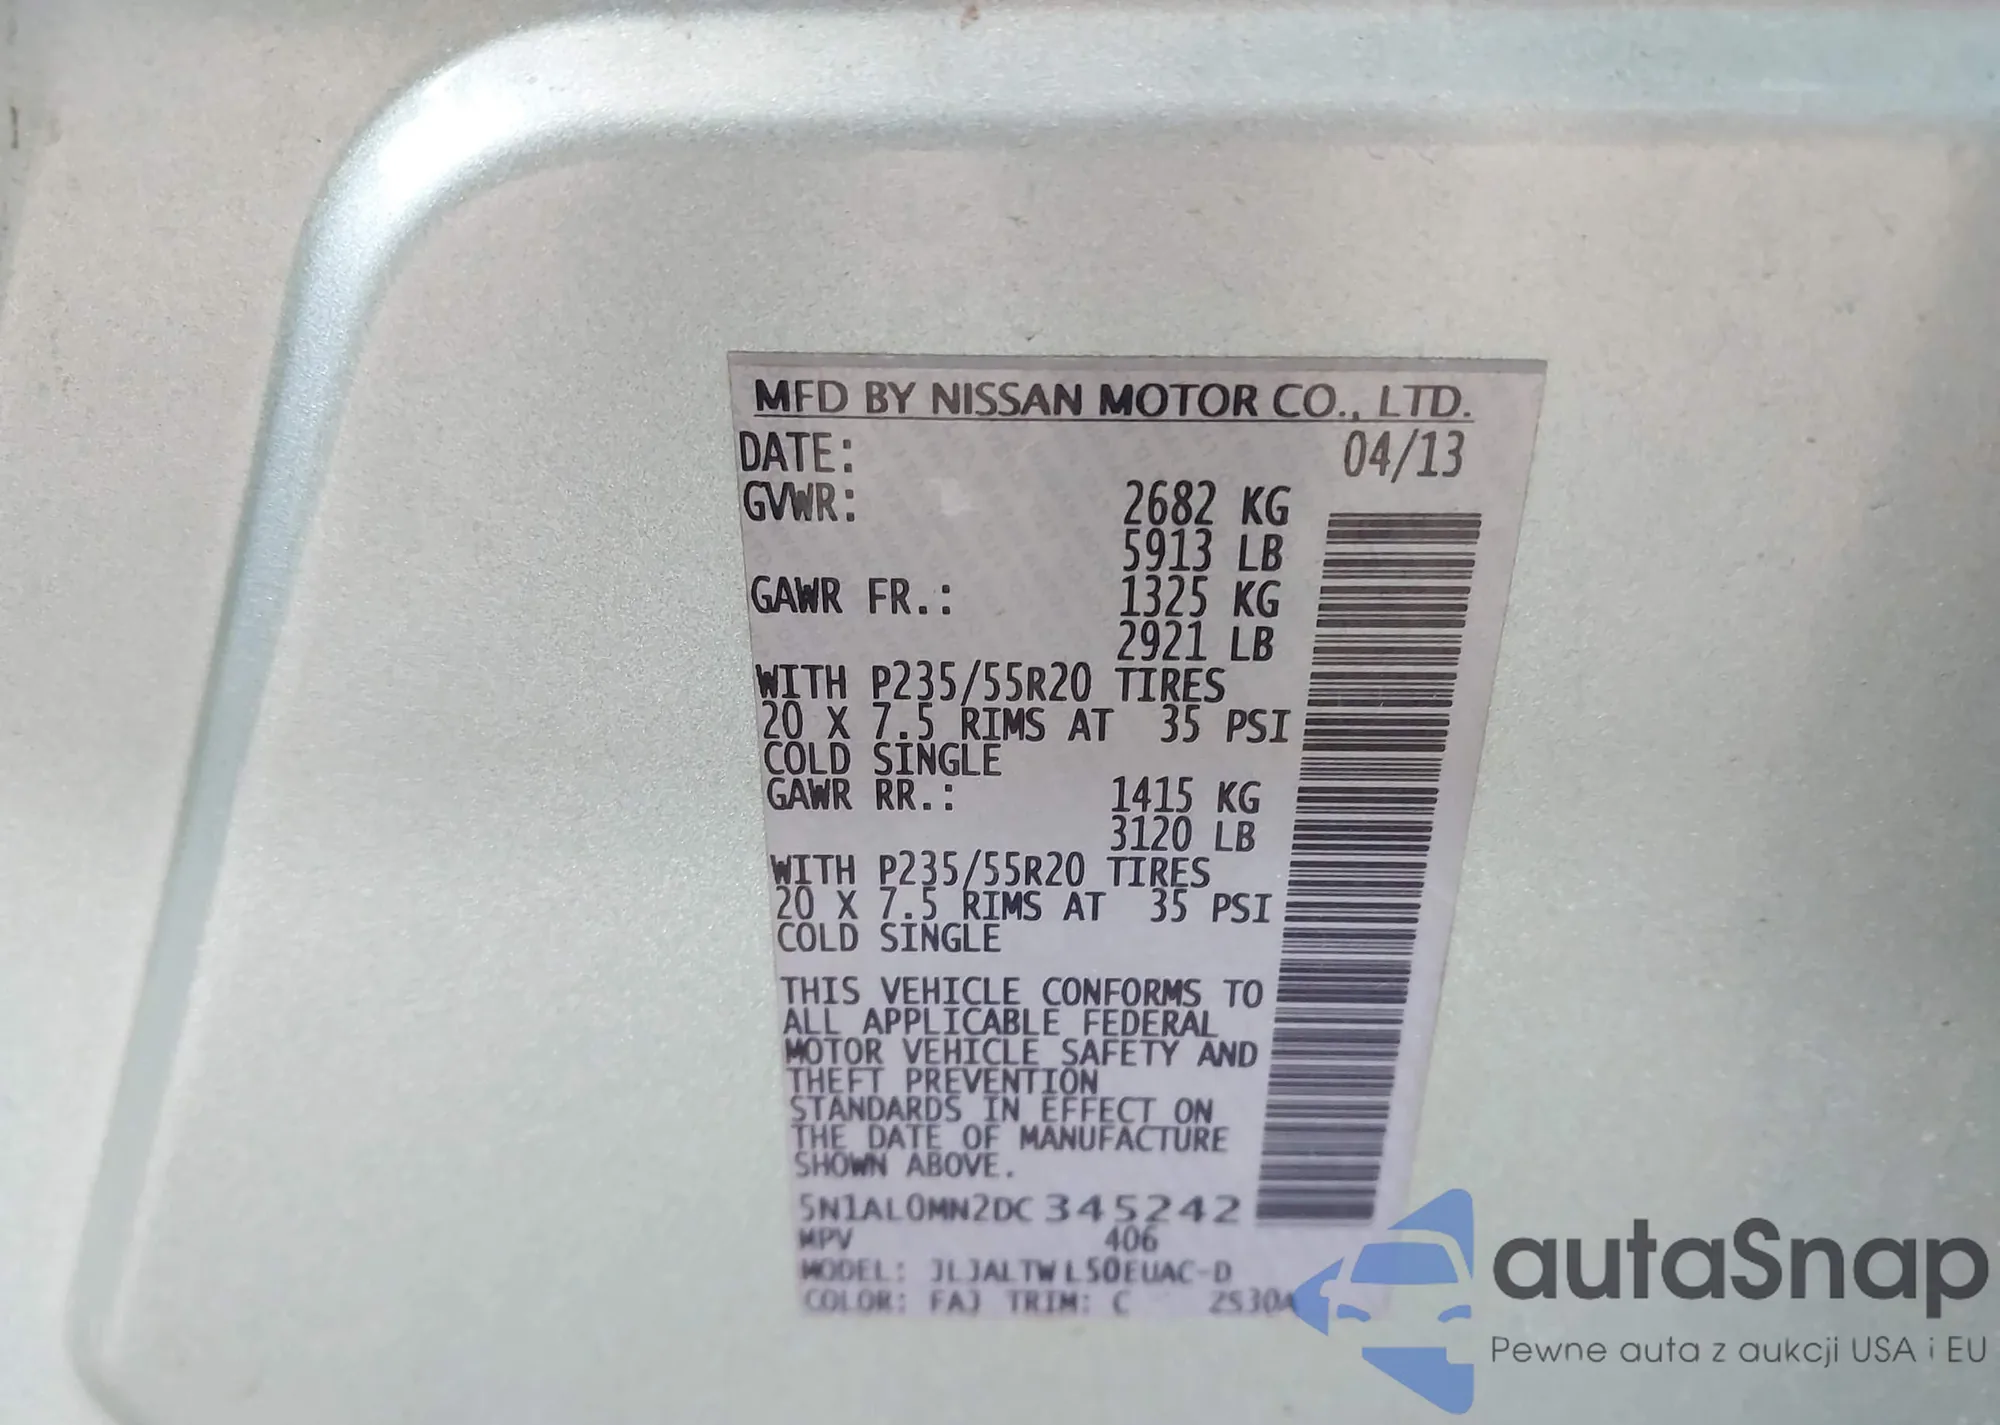 MFD BY NISSAN MOTOR CO., LTD.
DATE: 04/13
GVWR: 2682 KG
5913 LB
GAWR FR.: 1325 KG
2921 LB
WITH P235/55R20 TIRES
20 X 7.5 RIMS AT 35 PSI
COLD SINGLE
GAWR RR.: 1415 KG
3120 LB
WITH P235/55R20 TIRES
20 X 7.5 RIMS AT 35 PSI
COLD SINGLE
THIS VEHICLE CONFORMS TO
ALL APPLICABLE FEDERAL
MOTOR VEHICLE SAFETY AND
THEFT PREVENTION
STANDARDS IN EFFECT ON
THE DATE OF MANUFACTURE
SHOWN ABOVE.
5N1AL0MN2DC 345242
MPV 406
MODEL: JLJALTWL50EUAC-D
COLOR: FAJ TRIM: C ZS30A
autaSnap
Pewne auta z aukcji USA i EU